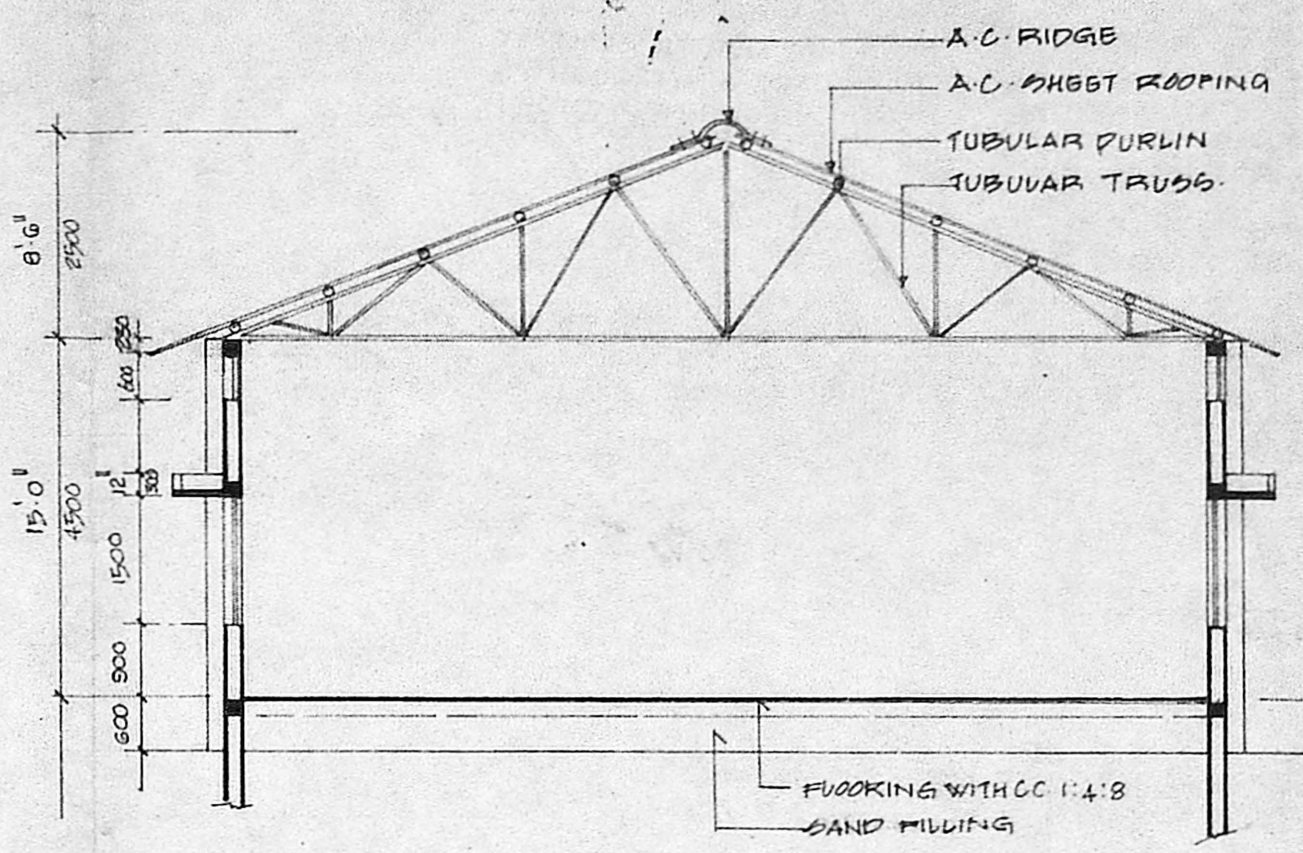 A.C. RIDGE
A.C. SHEET ROOFING
TUBULAR PURLIN
TUBULAR TRUSS.
8'6"
2500
230
600
15'.0"
4500
12"
300
1500
900
600
FLOORING WITH CC 1:4:8
SAND FILLING